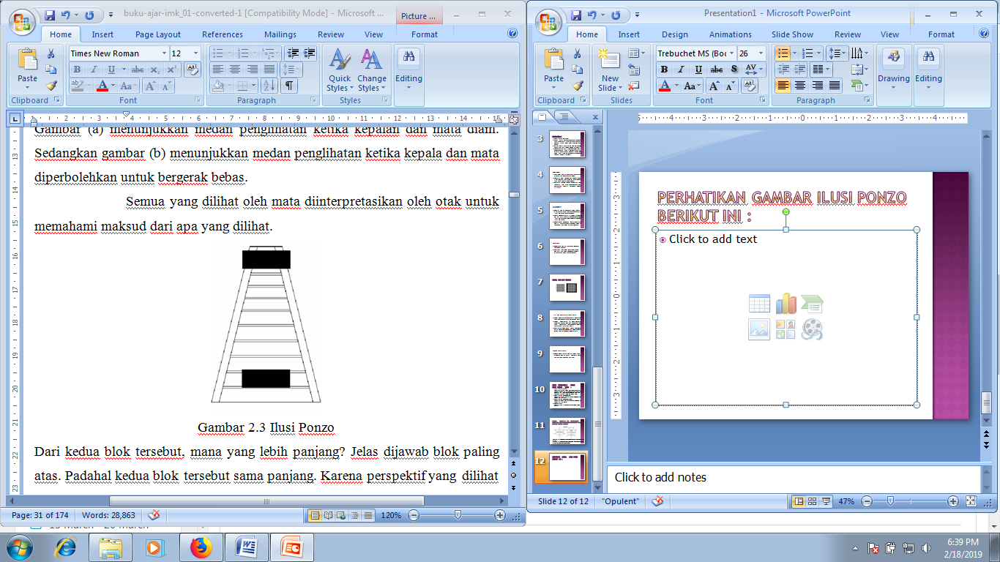 buku-ajar-imk_01-converted-1 [Compatibility Mode] - Microsoft ...
Picture ...
Home Insert Page Layout References Mailings Review View Format
Times New Roman 12
Paste
Quick Styles
Change Styles
Editing
Clipboard Font Paragraph Styles
Gambar (a) menunjukkan medan penglihatan ketika kepalan dan mata diam.
Sedangkan gambar (b) menunjukkan medan penglihatan ketika kepala dan mata
diperbolehkan untuk bergerak bebas.
Semua yang dilihat oleh mata diinterpretasikan oleh otak untuk
memahami maksud dari apa yang dilihat.
Gambar 2.3 Ilusi Ponzo
Dari kedua blok tersebut, mana yang lebih panjang? Jelas dijawab blok paling
atas. Padahal kedua blok tersebut sama panjang. Karena perspektif yang dilihat
Page: 31 of 174 Words: 28,863 120%
Presentation1 - Microsoft PowerPoint
Home Insert Design Animations Slide Show Review View Format
Trebuchet MS (Boc 26
Paste
New Slide
Drawing
Editing
Clipboard Slides Font Paragraph
3
4
5
6
7
8
9
10
11
12
PERHATIKAN GAMBAR ILUSI PONZO
BERIKUT INI :
Click to add text
Click to add notes
Slide 12 of 12 "Opulent" 47%
6:39 PM
2/18/2019